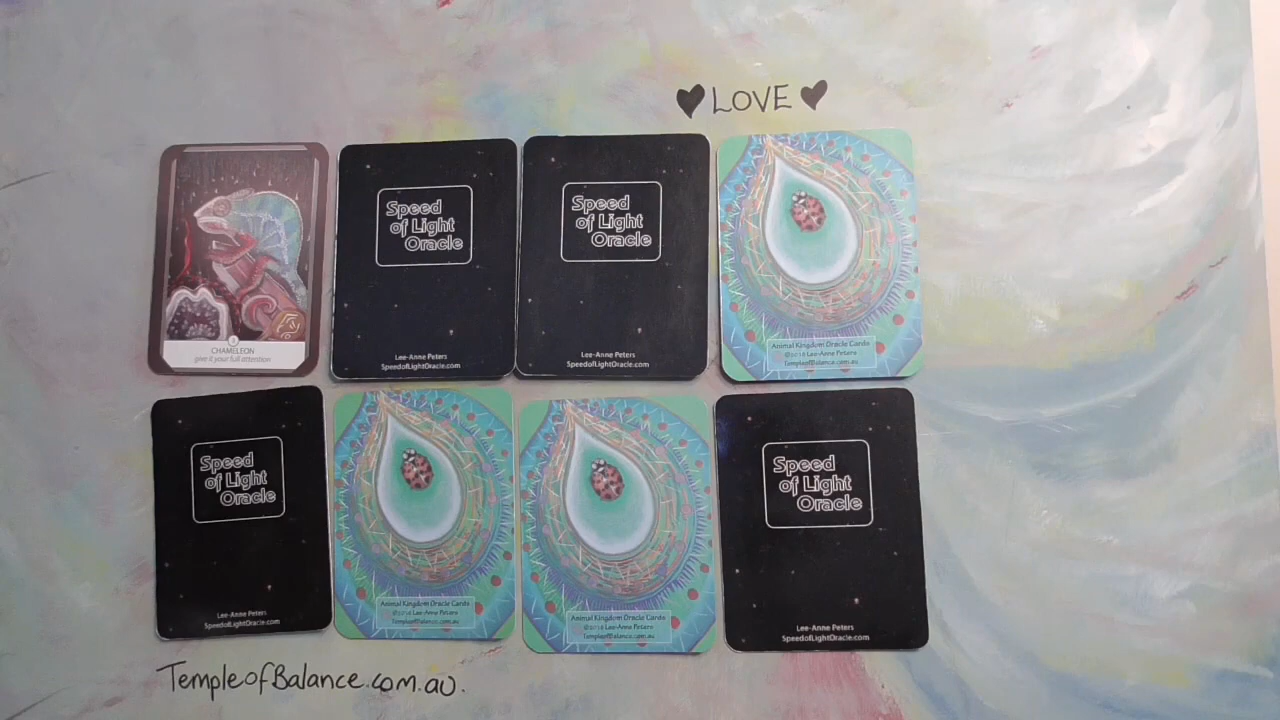 ♥ LOVE ♥
CHAMELEON
give it your full attention
Speed
of Light
Oracle
Lee-Anne Peters
SpeedofLightOracle.com
Speed
of Light
Oracle
Lee-Anne Peters
SpeedofLightOracle.com
Animal Kingdom Oracle Cards
Lee-Anne Peters
TempleofBalance.com.au
Speed
of Light
Oracle
Lee-Anne Peters
SpeedofLightOracle.com
Animal Kingdom Oracle Cards
Lee-Anne Peters
TempleofBalance.com.au
Animal Kingdom Oracle Cards
Lee-Anne Peters
TempleofBalance.com.au
Speed
of Light
Oracle
Lee-Anne Peters
SpeedofLightOracle.com
TempleofBalance.com.au.